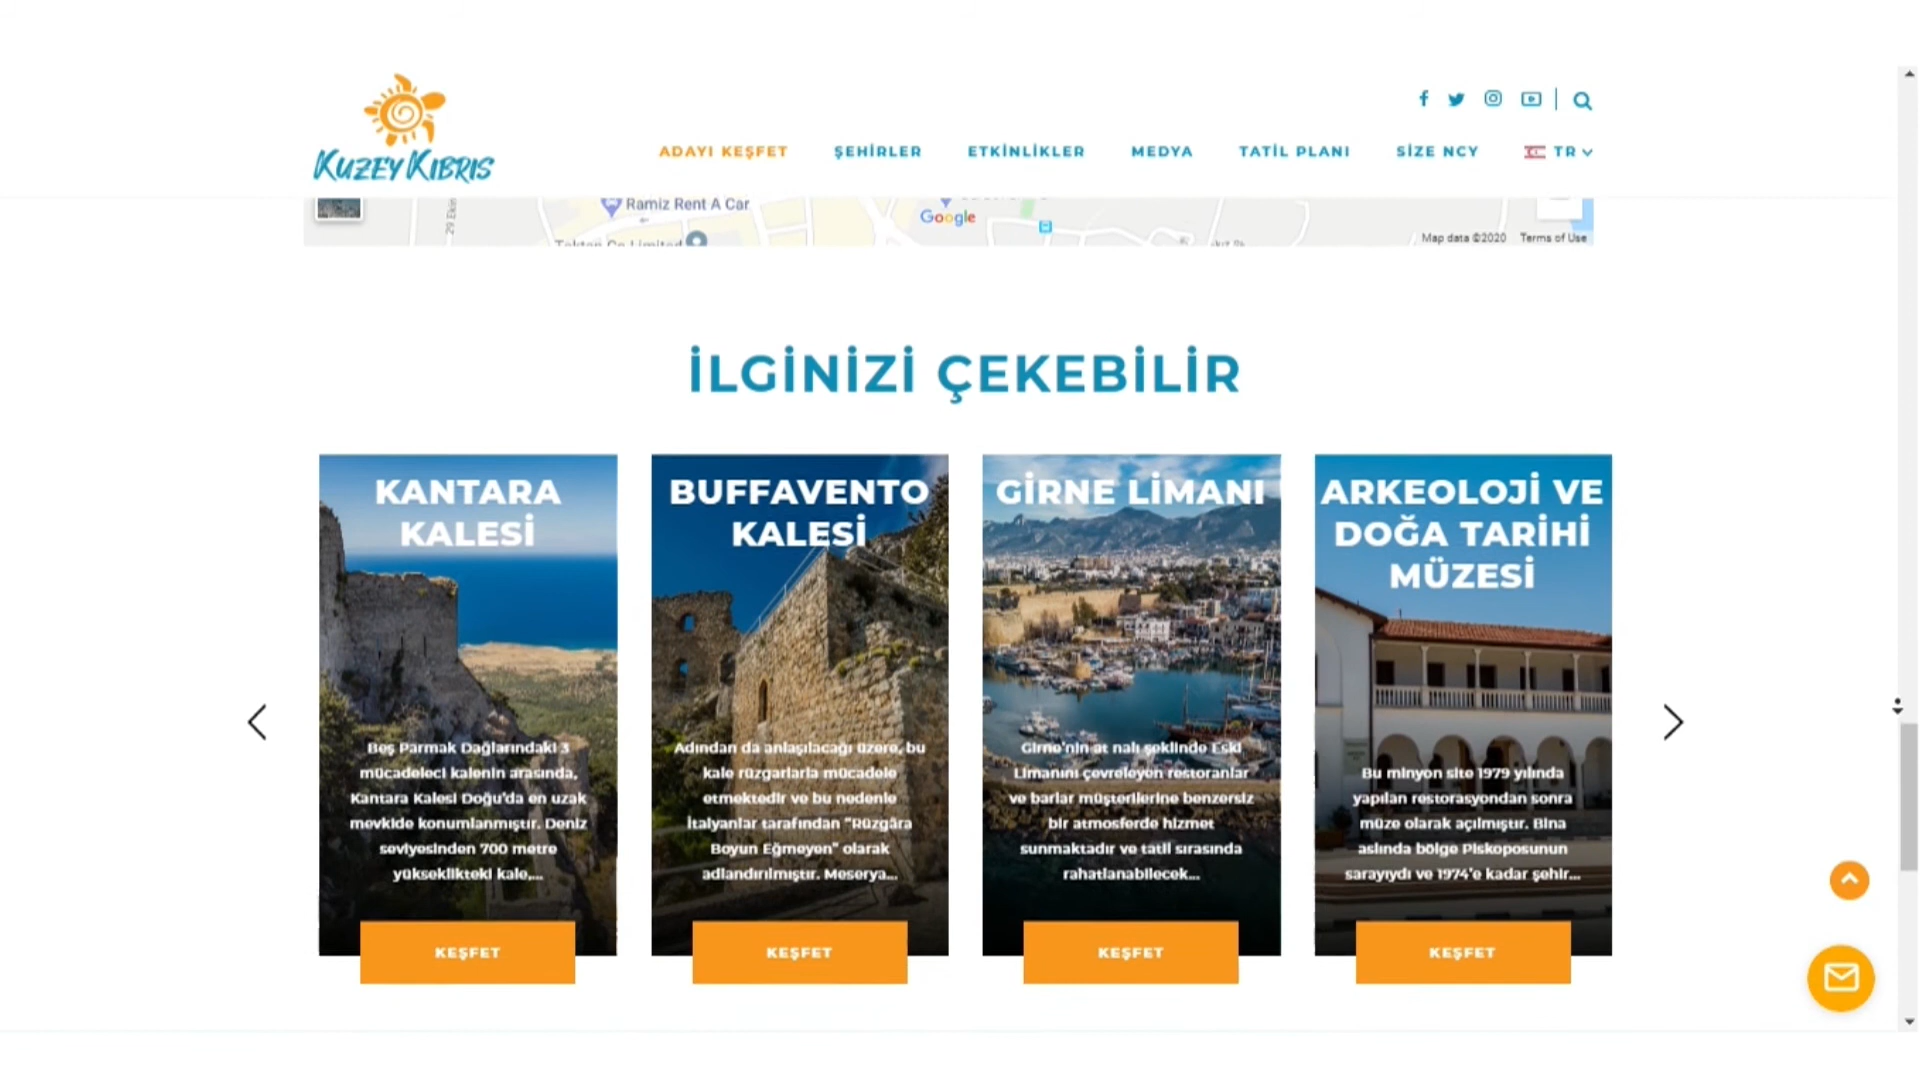 KUZEY KIBRIS
ADAYI KEŞFET
ŞEHİRLER
ETKİNLİKLER
MEDYA
TATİL PLANI
SİZE NCY
TR
29 Ekin
Ramiz Rent A Car
Google
Map data ©2020
Terms of Use
İLGİNİZİ ÇEKEBİLİR
KANTARA
KALESİ
Beş Parmak Dağlarındaki 3
mücadeleci kalenin arasında,
Kantara Kalesi Doğu'da en uzak
mevkide konumlanmıştır. Deniz
seviyesinden 700 metre
yükseklikteki kale,...
KEŞFET
BUFFAVENTO
KALESİ
Adından da anlaşılacağı üzere, bu
kale rüzgarlarla mücadele
etmektedir ve bu nedenle
İtalyanlar tarafından "Rüzgâra
Boyun Eğmeyen" olarak
adlandırılmıştır. Meserya...
KEŞFET
GİRNE LİMANI
Girne'nin at nalı şeklinde Eski
Limanını çevreleyen restoranlar
ve barlar müşterilerine benzersiz
bir atmosferde hizmet
sunmaktadır ve tatil sırasında
rahatlanabilecek...
KEŞFET
ARKEOLOJİ VE
DOĞA TARİHİ
MÜZESİ
Bu minyon site 1979 yılında
yapılan restorasyondan sonra
müze olarak açılmıştır. Bina
aslında bölge Piskoposunun
sarayıydı ve 1974'e kadar şehir...
KEŞFET